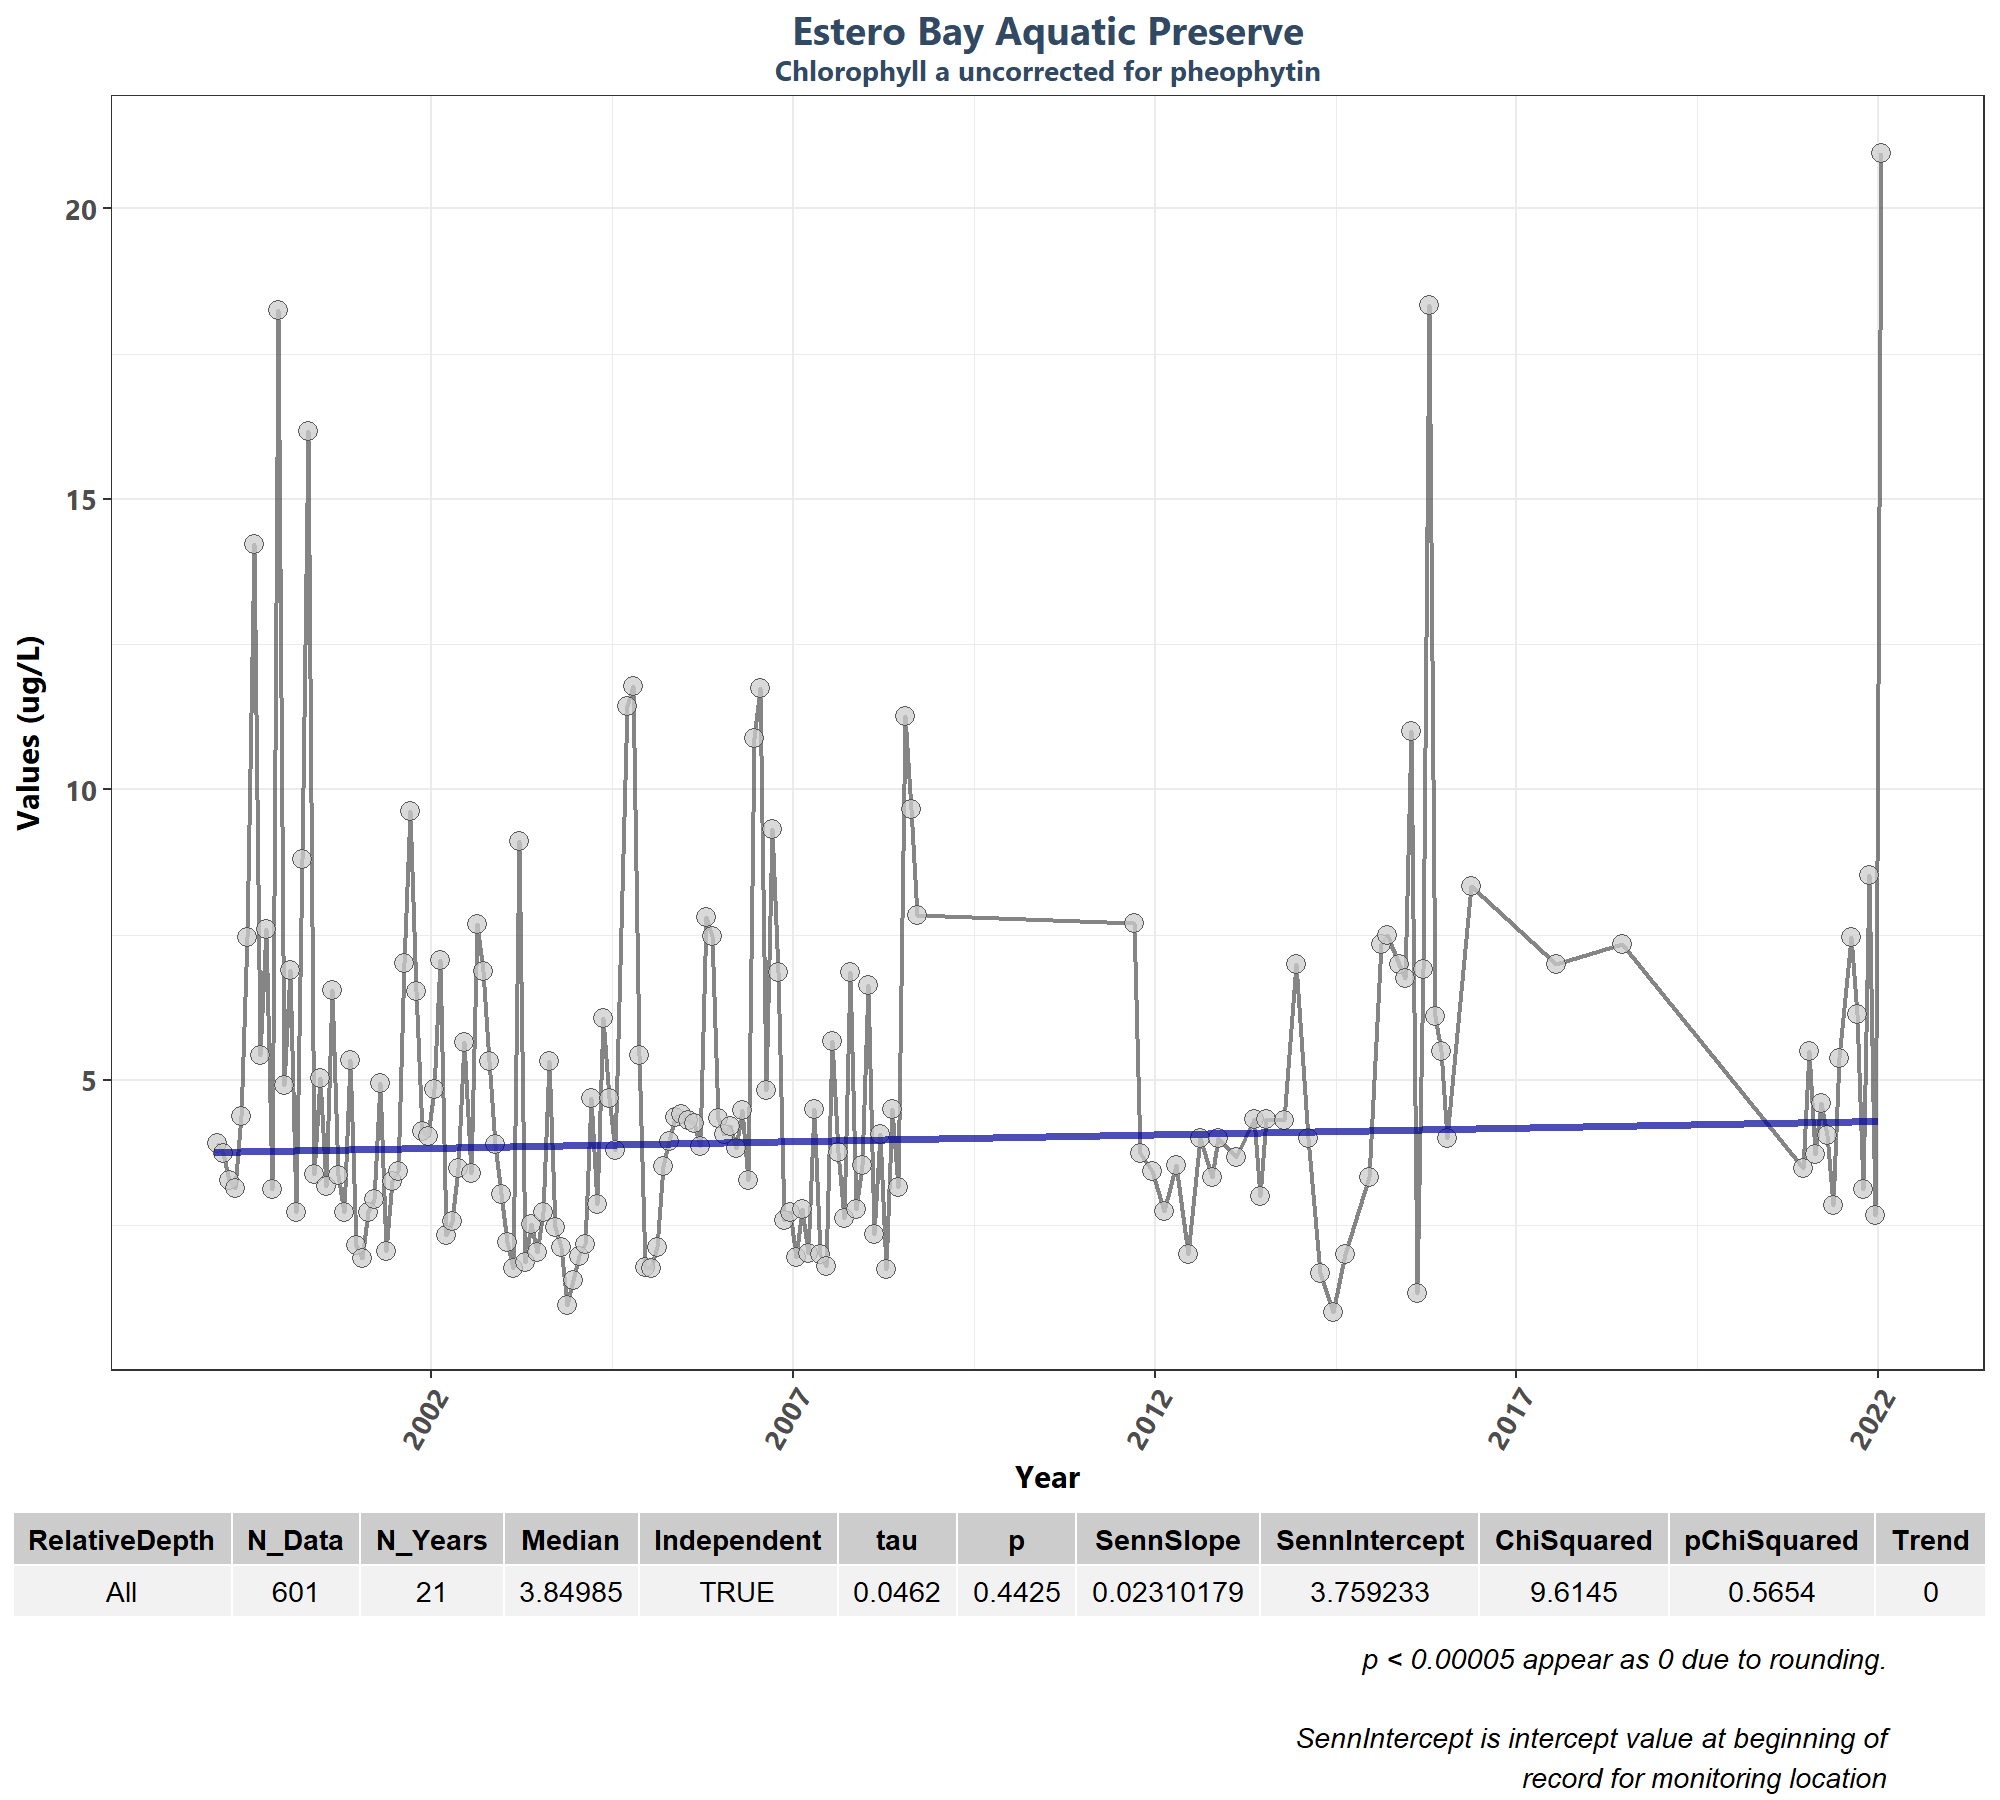 Estero Bay Aquatic Preserve
Chlorophyll a uncorrected for pheophytin
Values (ug/L)
20
15
10
5
2002 2007 2012 2017 2022
Year
RelativeDepth N_Data N_Years Median Independent tau p SennSlope SennIntercept ChiSquared pChiSquared Trend
All 601 21 3.84985 TRUE 0.0462 0.4425 0.02310179 3.759233 9.6145 0.5654 0
p < 0.00005 appear as 0 due to rounding.
SennIntercept is intercept value at beginning of
record for monitoring location